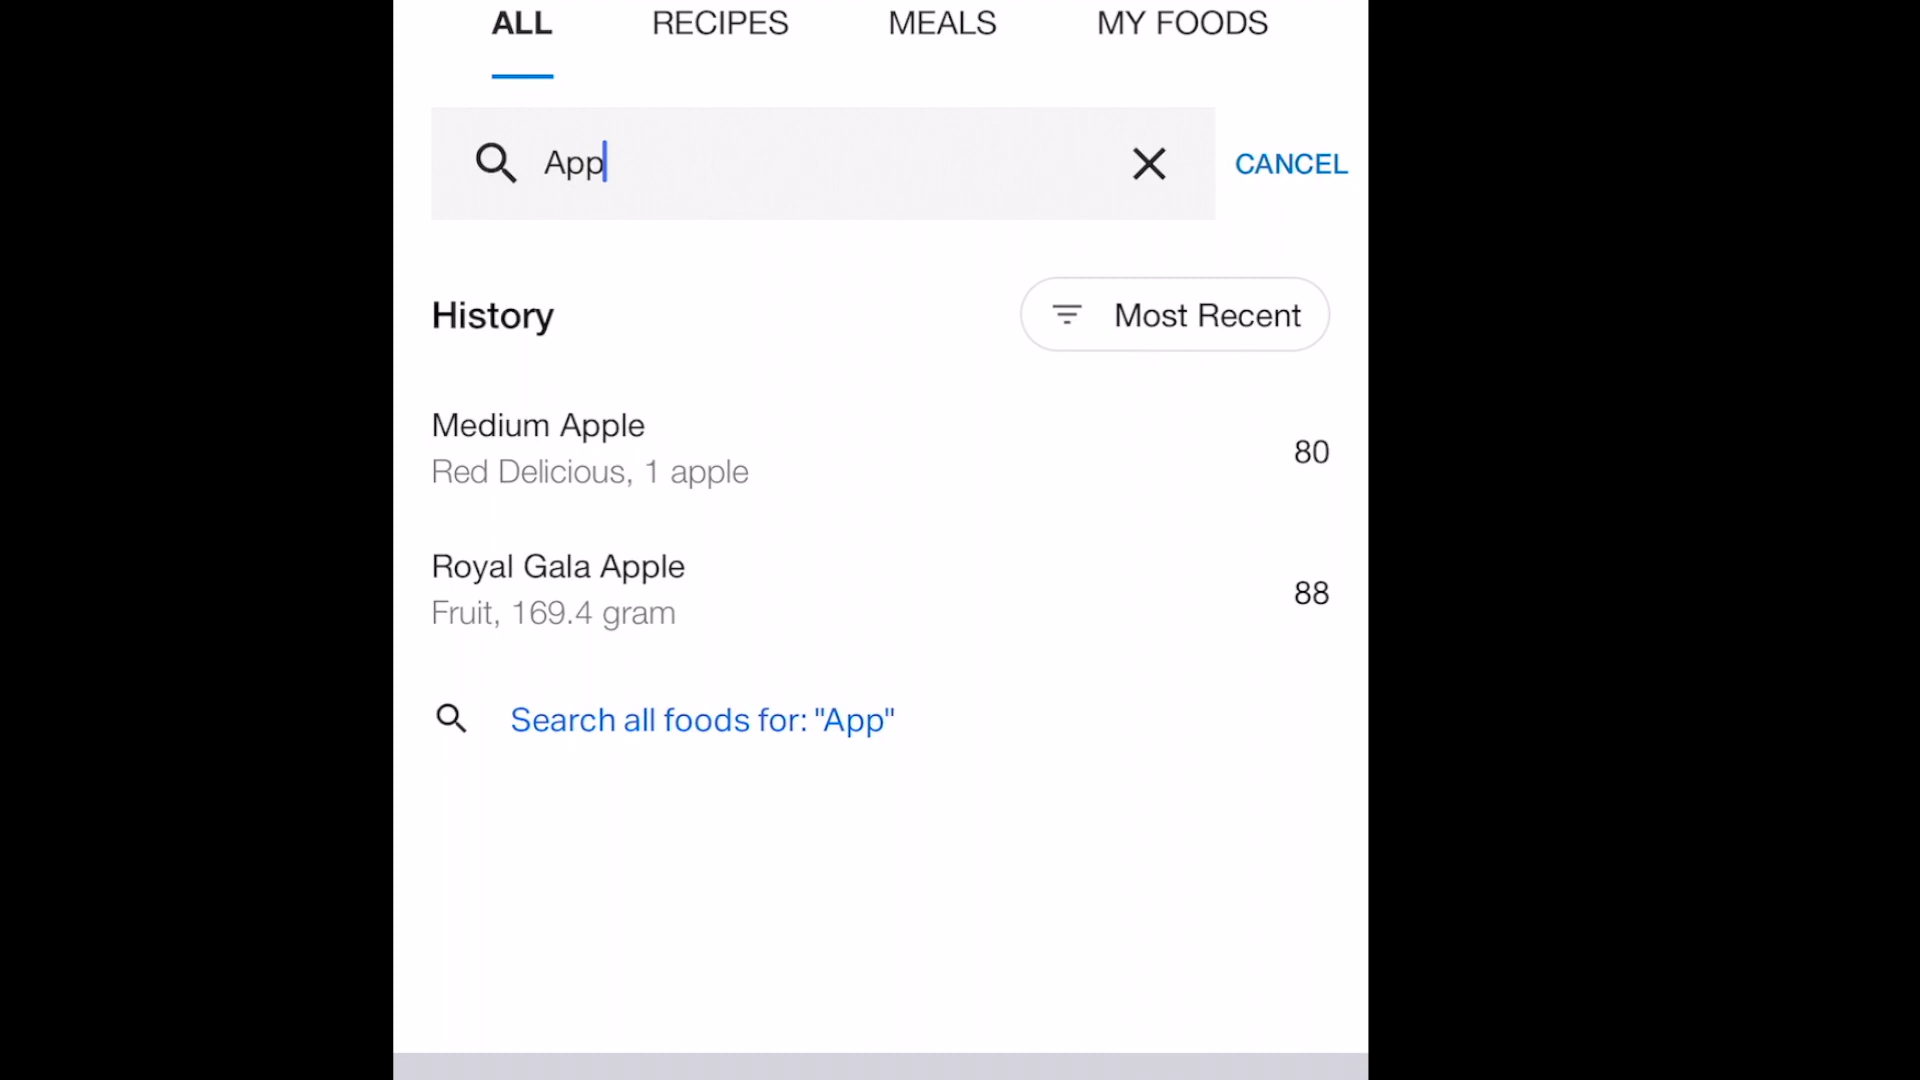 ALL RECIPES MEALS MY FOODS
App CANCEL
History Most Recent
Medium Apple
Red Delicious, 1 apple
80
Royal Gala Apple
Fruit, 169.4 gram
88
Search all foods for: "App"